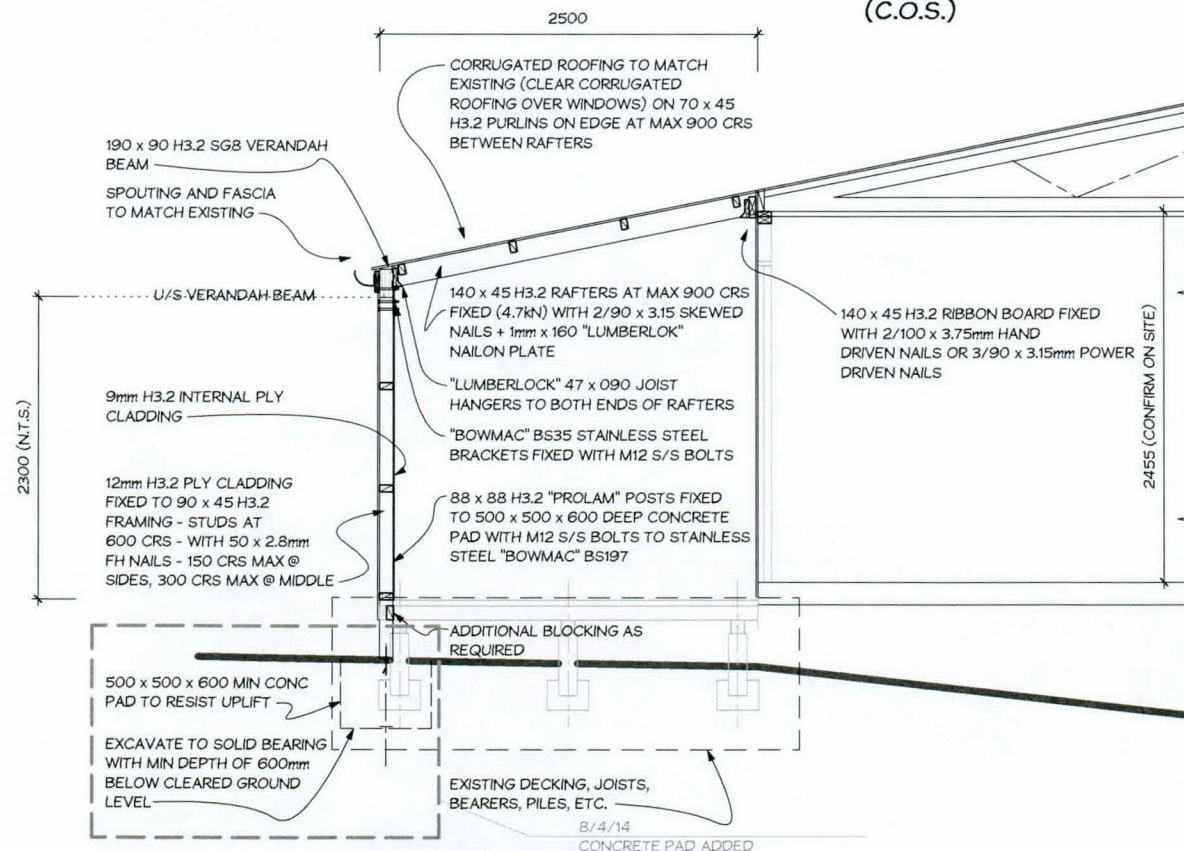 (C.O.S.)
2500
CORRUGATED ROOFING TO MATCH
EXISTING (CLEAR CORRUGATED
ROOFING OVER WINDOWS) ON 70 x 45
H3.2 PURLINS ON EDGE AT MAX 900 CRS
BETWEEN RAFTERS
190 x 90 H3.2 SG8 VERANDAH
BEAM
SPOUTING AND FASCIA
TO MATCH EXISTING
U/S VERANDAH BEAM
140 x 45 H3.2 RAFTERS AT MAX 900 CRS
FIXED (4.7kN) WITH 2/90 x 3.15 SKEWED
NAILS + 1mm x 160 "LUMBERLOK"
NAILON PLATE
140 x 45 H3.2 RIBBON BOARD FIXED
WITH 2/100 x 3.75mm HAND
DRIVEN NAILS OR 3/90 x 3.15mm POWER
DRIVEN NAILS
"LUMBERLOCK" 47 x 090 JOIST
HANGERS TO BOTH ENDS OF RAFTERS
9mm H3.2 INTERNAL PLY
CLADDING
"BOWMAC" BS35 STAINLESS STEEL
BRACKETS FIXED WITH M12 S/S BOLTS
2300 (N.T.S.)
2455 (CONFIRM ON SITE)
12mm H3.2 PLY CLADDING
FIXED TO 90 x 45 H3.2
FRAMING - STUDS AT
600 CRS - WITH 50 x 2.8mm
FH NAILS - 150 CRS MAX @
SIDES, 300 CRS MAX @ MIDDLE
88 x 88 H3.2 "PROLAM" POSTS FIXED
TO 500 x 500 x 600 DEEP CONCRETE
PAD WITH M12 S/S BOLTS TO STAINLESS
STEEL "BOWMAC" BS197
ADDITIONAL BLOCKING AS
REQUIRED
500 x 500 x 600 MIN CONC
PAD TO RESIST UPLIFT
EXCAVATE TO SOLID BEARING
WITH MIN DEPTH OF 600mm
BELOW CLEARED GROUND
LEVEL
EXISTING DECKING, JOISTS,
BEARERS, PILES, ETC.
8/4/14
CONCRETE PAD ADDED